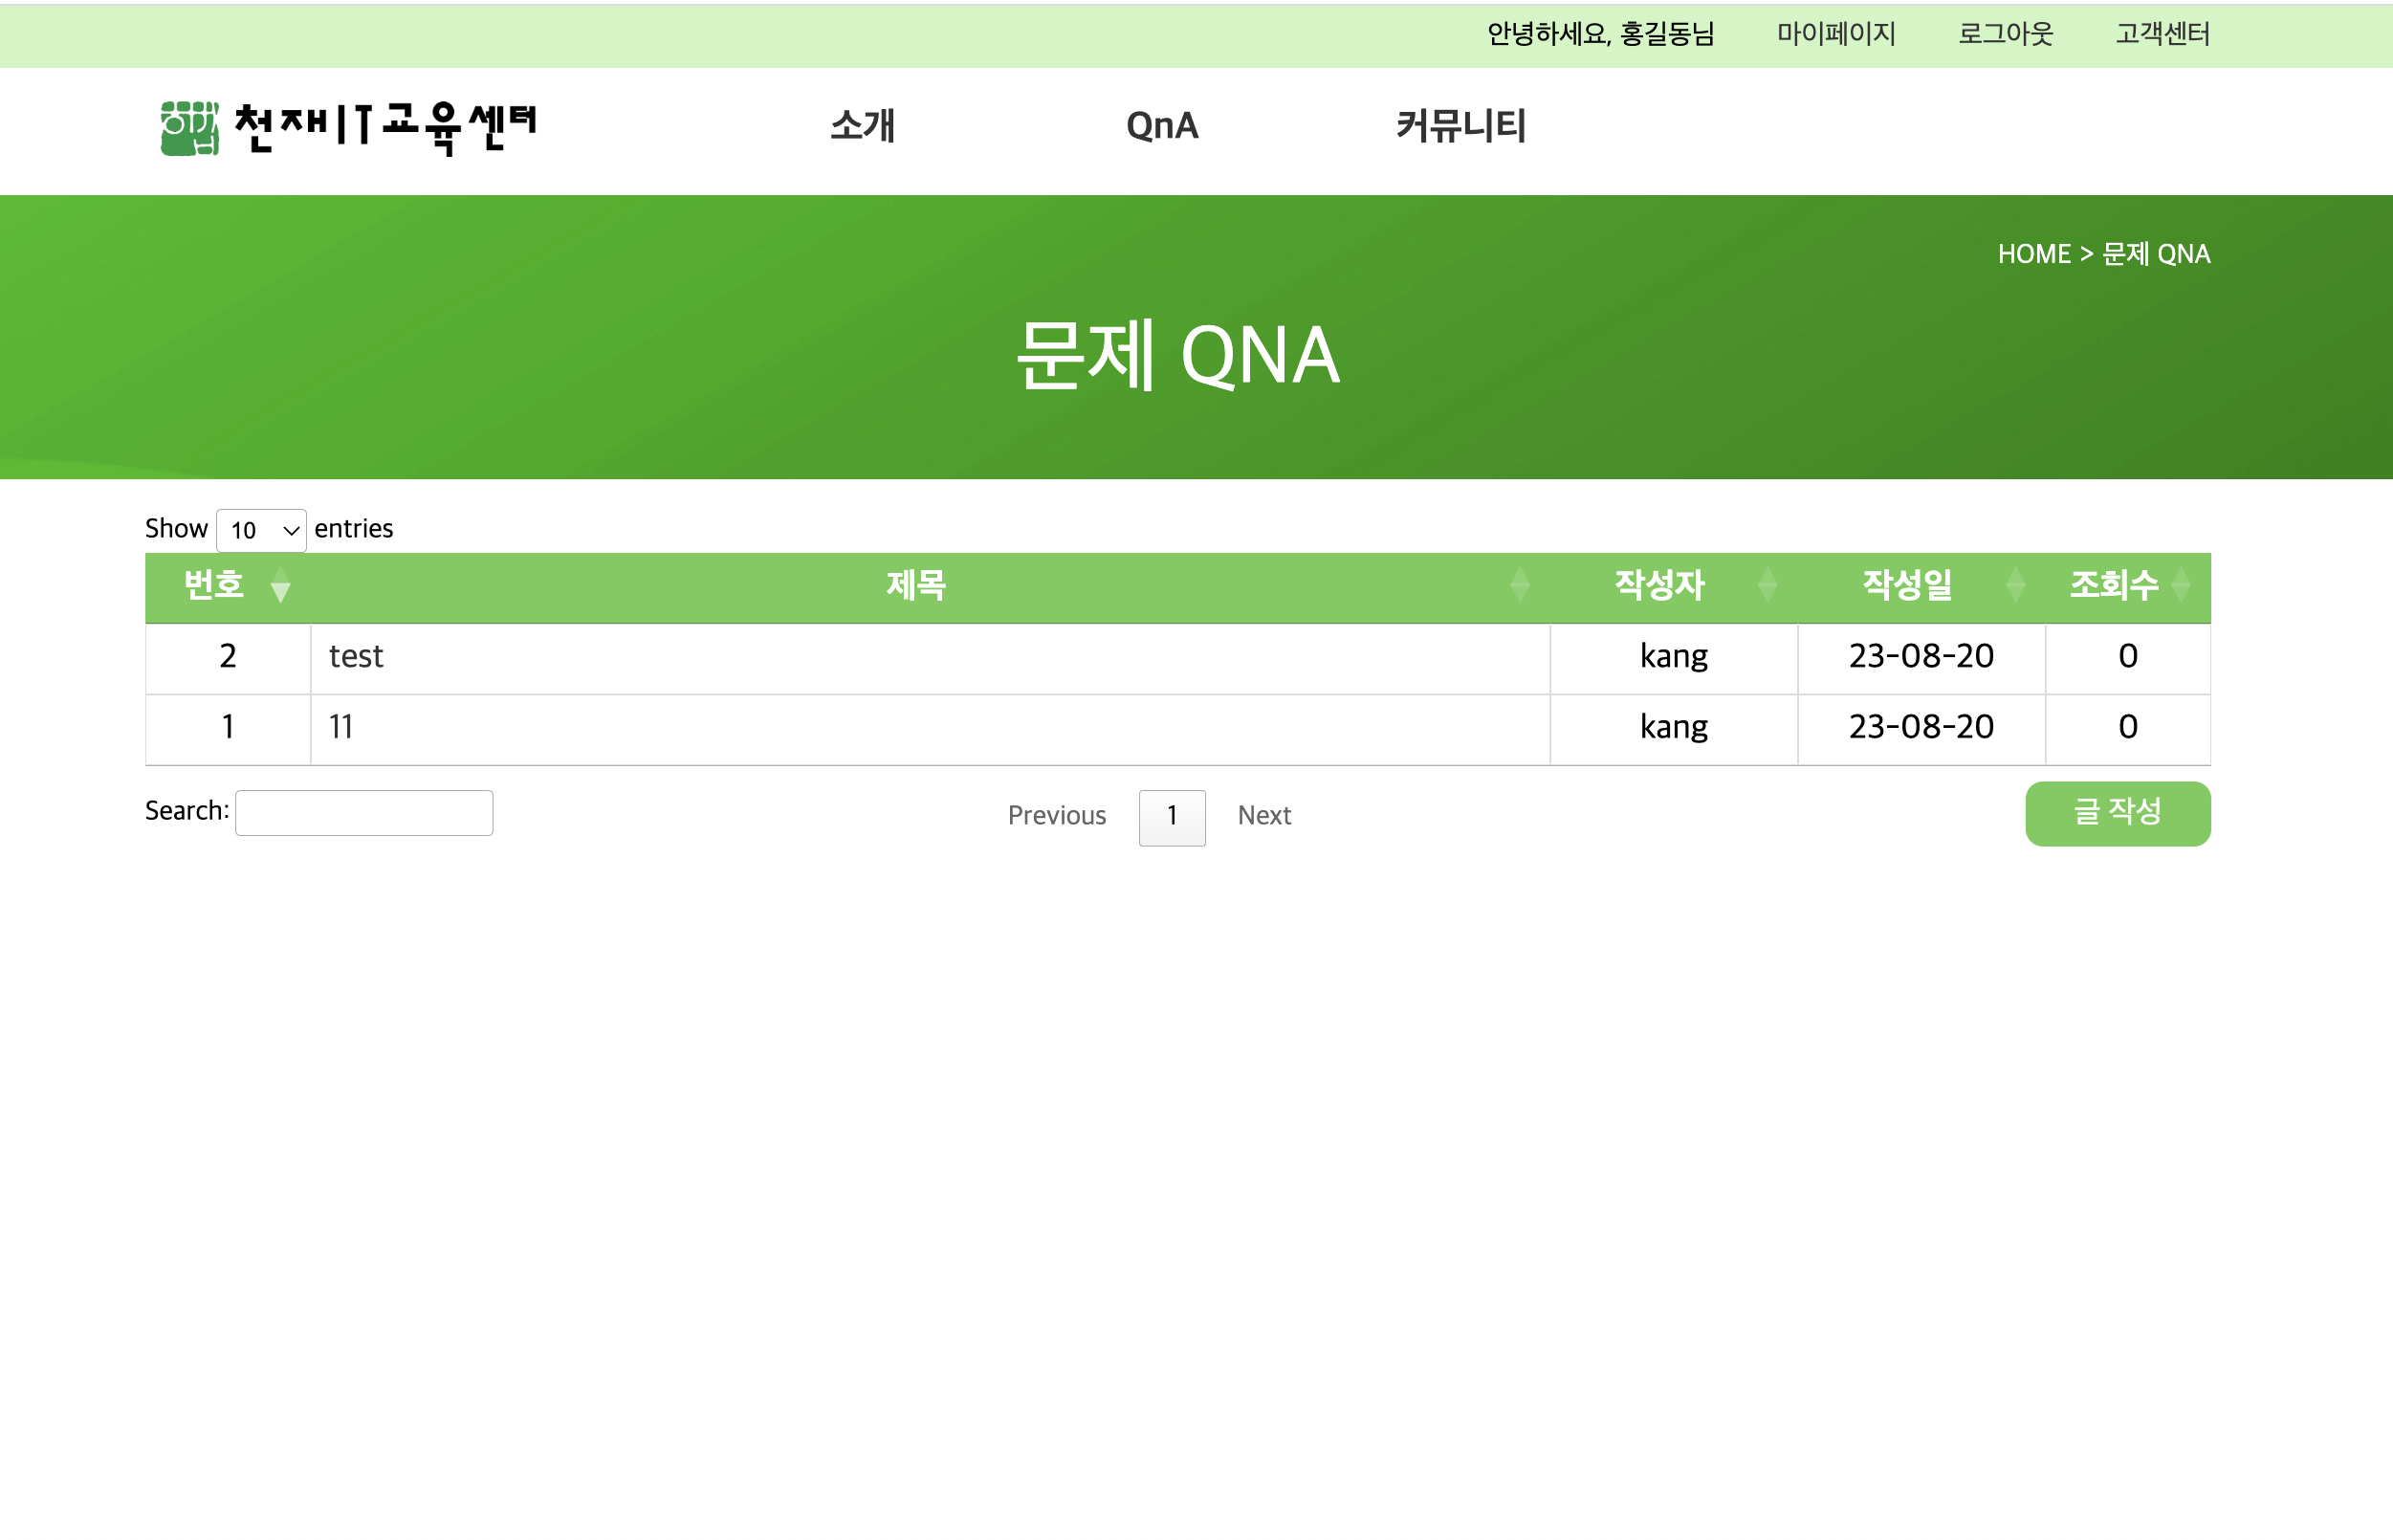 안녕하세요, 홍길동님 마이페이지 로그아웃 고객센터
천재IT교육센터 소개 QnA 커뮤니티
HOME > 문제 QNA
문제 QNA
Show 10 entries
번호 제목 작성자 작성일 조회수
2 test kang 23-08-20 0
1 11 kang 23-08-20 0
Search: Previous 1 Next 글 작성